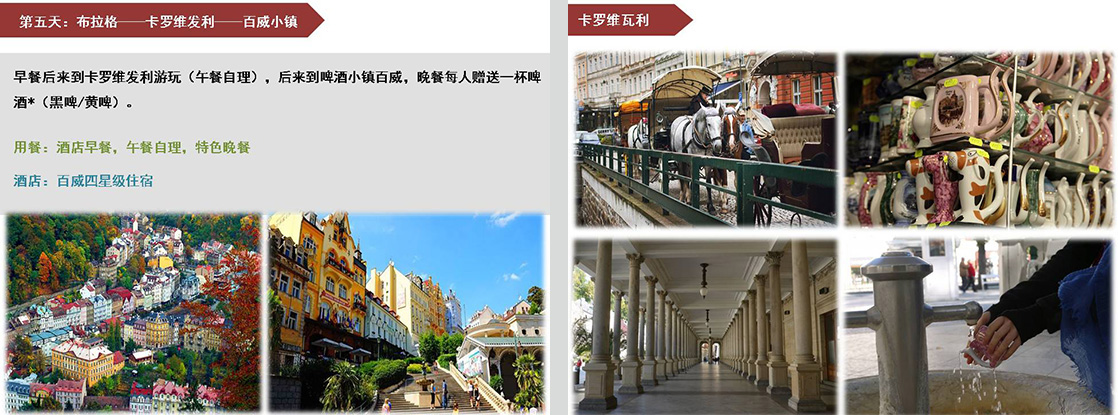 第五天：布拉格——卡罗维发利——百威小镇
早餐后来到卡罗维发利游玩（午餐自理），后来到啤酒小镇百威，晚餐每人赠送一杯啤
酒*（黑啤/黄啤）。
用餐：酒店早餐，午餐自理，特色晚餐
酒店：百威四星级住宿
卡罗维瓦利